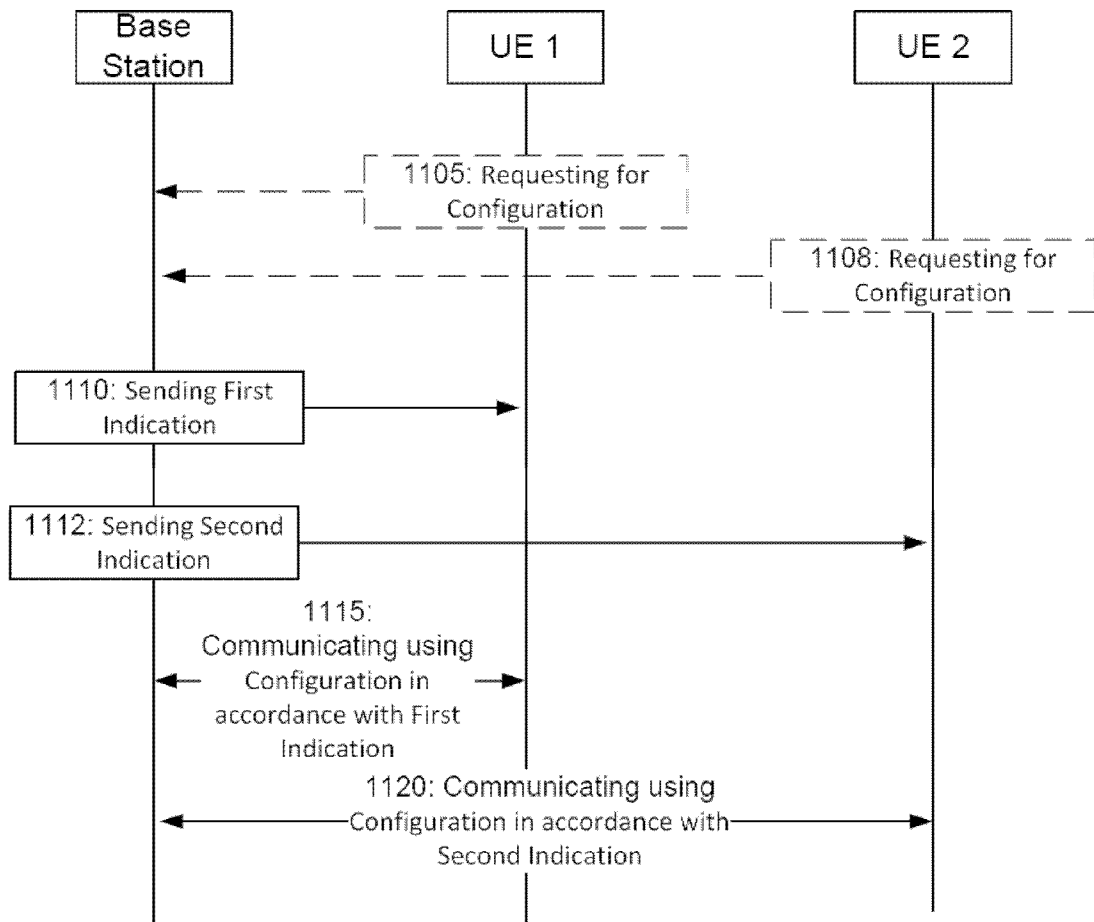 Base
Station
UE 1
UE 2
1105: Requesting for
Configuration
1108: Requesting for
Configuration
1110: Sending First
Indication
1112: Sending Second
Indication
1115:
Communicating using
Configuration in
accordance with First
Indication
1120: Communicating using
Configuration in accordance with
Second Indication